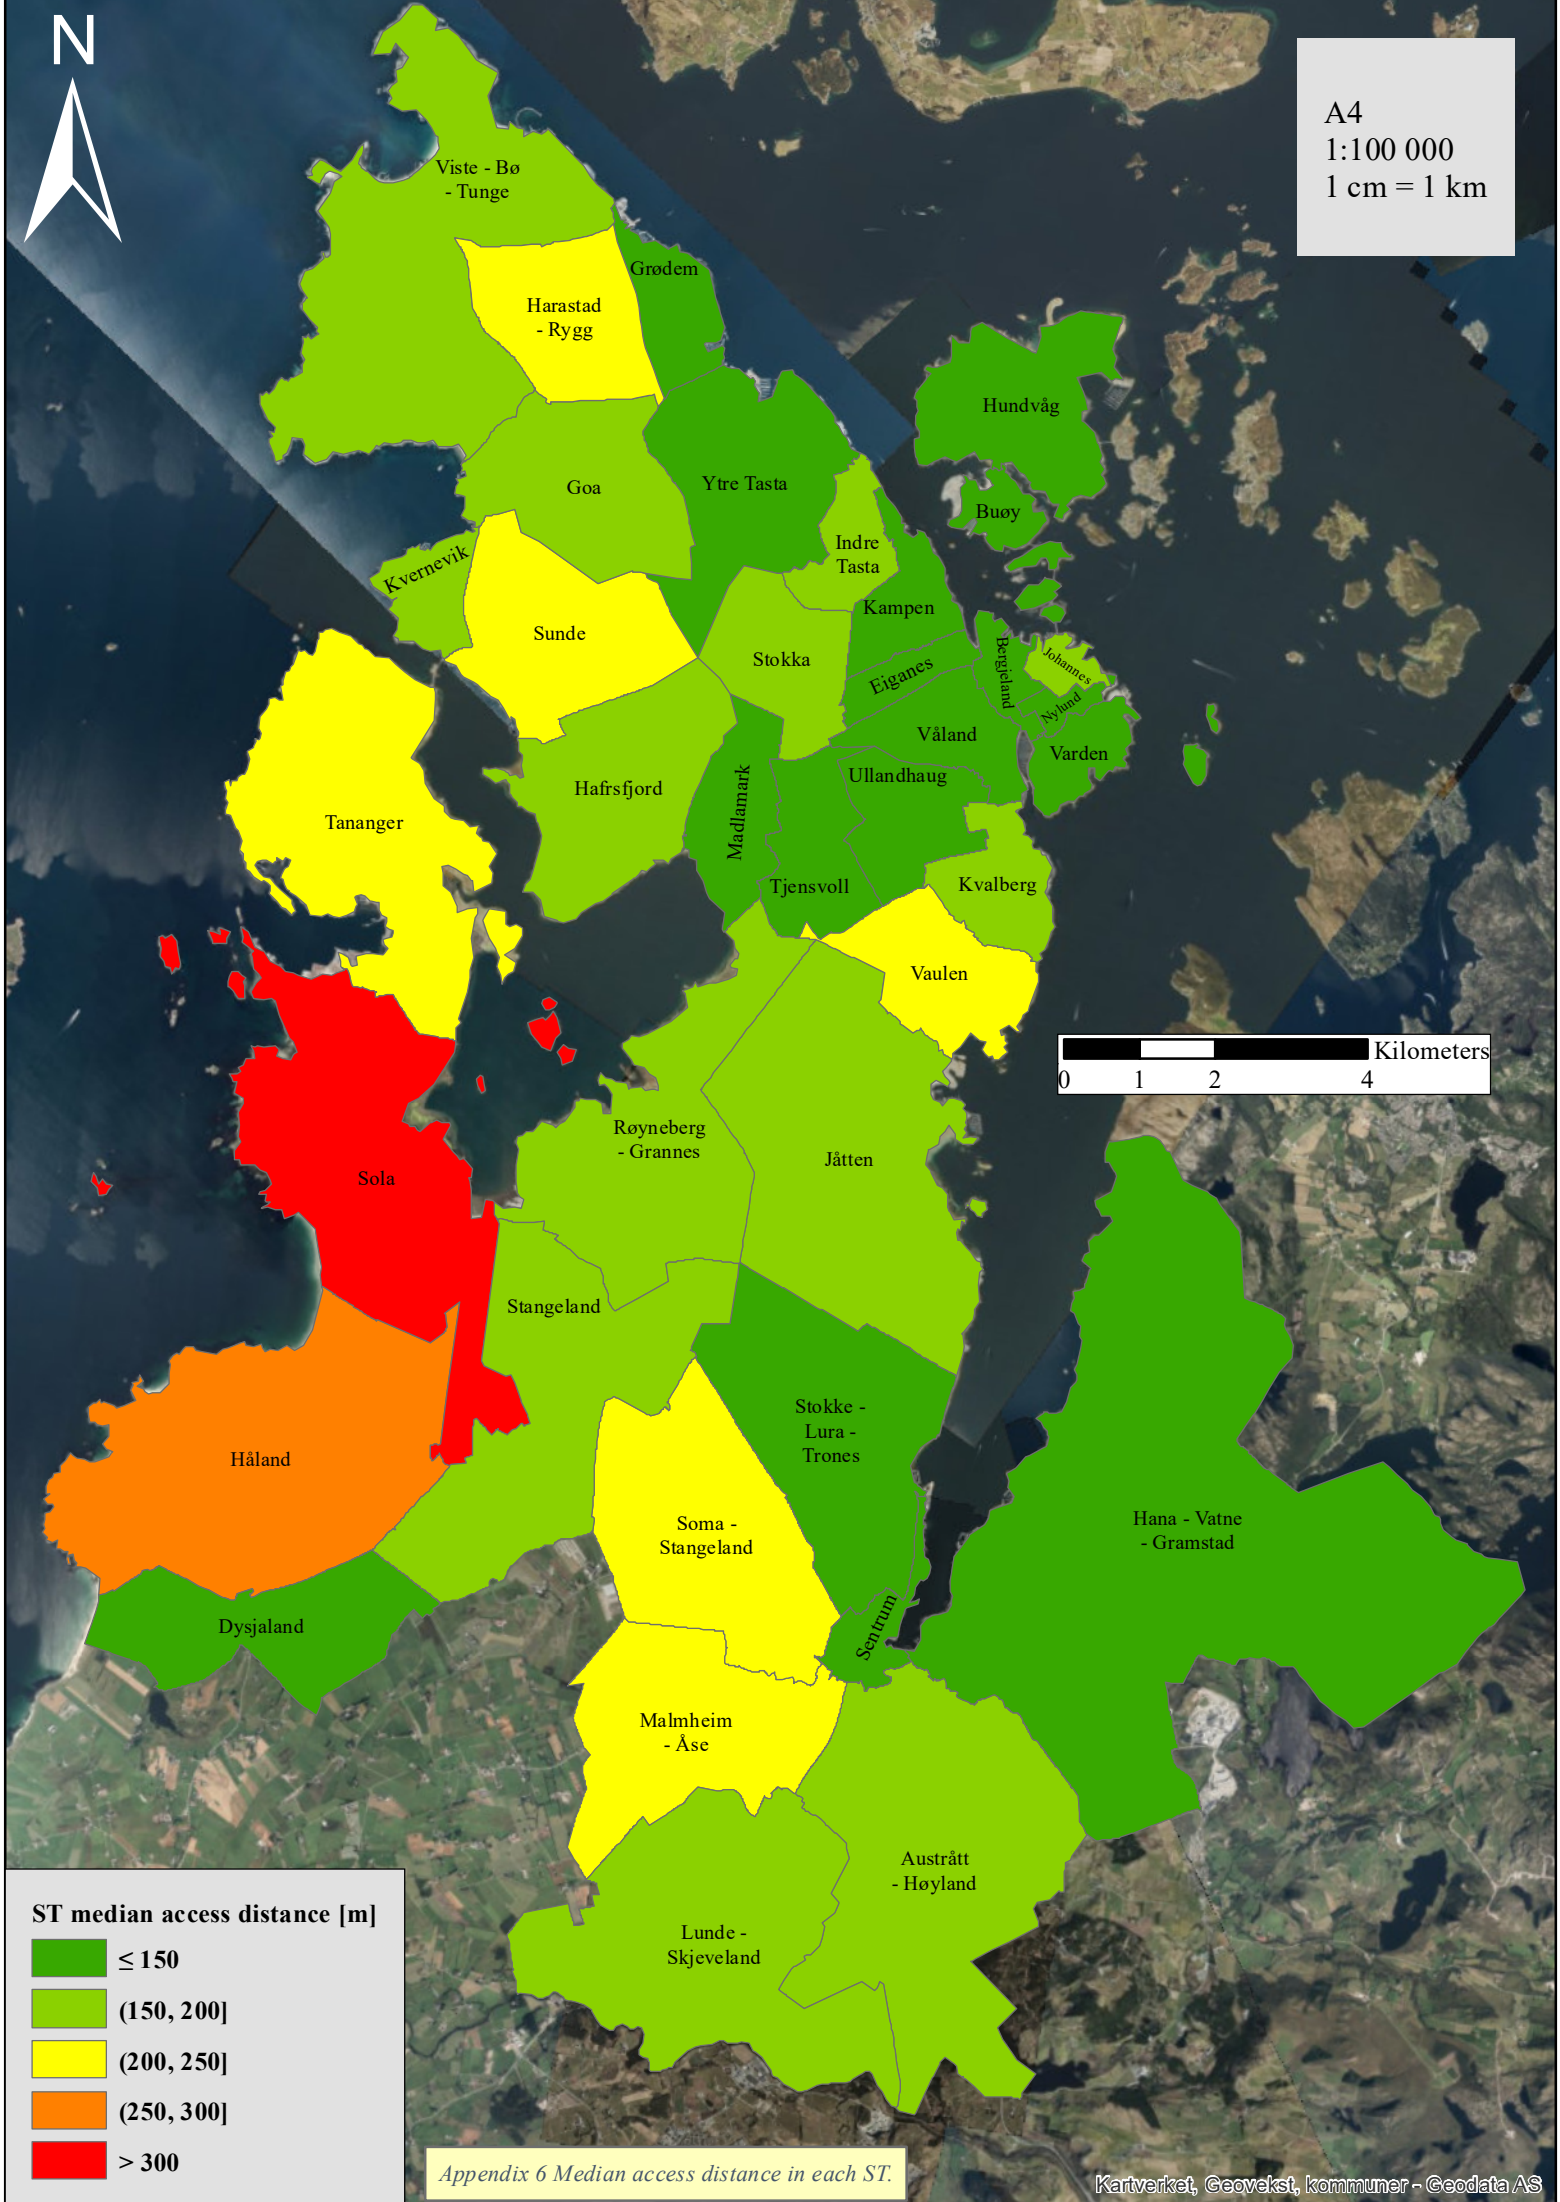 N
A4
1:100 000
1 cm = 1 km
Viste - Bø
- Tunge
Grødem
Harastad
- Rygg
Hundvåg
Goa
Ytre Tasta
Buøy
Indre
Tasta
Kvernevik
Kampen
Sunde
Stokka
Eiganes
Bergjeland
Johannes
Nylund
Våland
Varden
Hafrsfjord
Madlamark
Ullandhaug
Tananger
Tjensvoll
Kvalberg
Vaulen
Kilometers
0 1 2 4
Røyneberg
- Grannes
Jåtten
Sola
Stangeland
Stokke -
Lura -
Trones
Håland
Soma -
Stangeland
Hana - Vatne
- Gramstad
Dysjaland
Sentrum
Malmheim
- Åse
Austrått
- Høyland
Lunde -
Skjeveland
ST median access distance [m]
≤ 150
(150, 200]
(200, 250]
(250, 300]
> 300
Appendix 6 Median access distance in each ST.
Kartverket, Geovekst, kommuner - Geodata AS